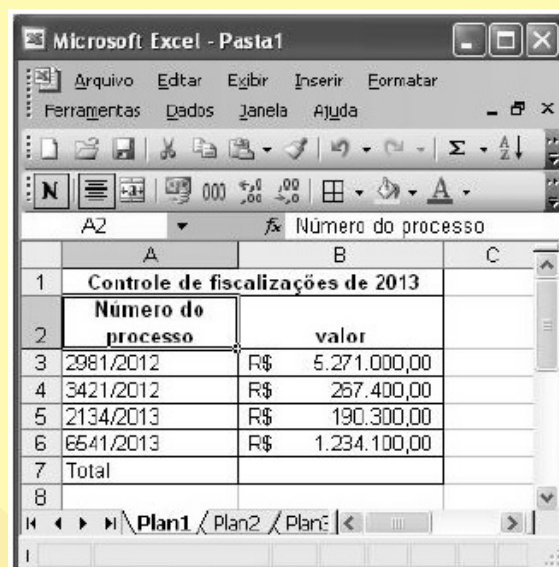 Microsoft Excel - Pasta1
Arquivo Editar Exibir Inserir Formatar
Ferramentas Dados Janela Ajuda
N 000
A2 fx Número do processo
A B C
1 Controle de fiscalizações de 2013
2 Número do
processo valor
3 2981/2012 R$ 5.271.000,00
4 3421/2012 R$ 267.400,00
5 2134/2013 R$ 190.300,00
6 6541/2013 R$ 1.234.100,00
7 Total
8
Plan1 Plan2 Plan3